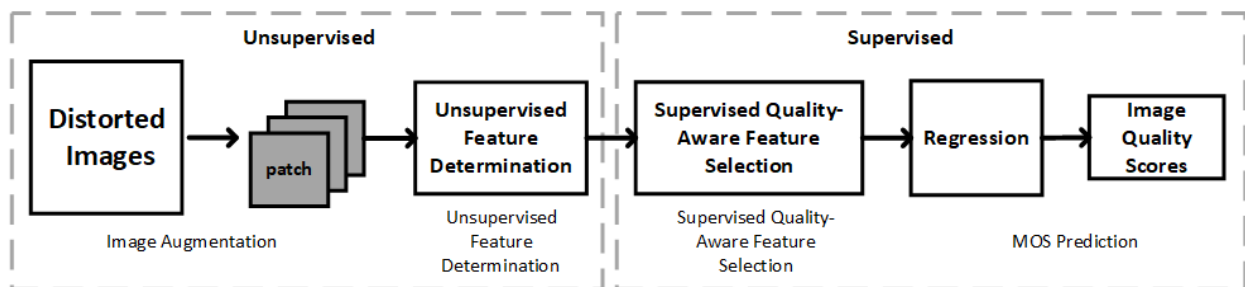 Unsupervised
Supervised
Distorted
Images
patch
Unsupervised
Feature
Determination
Supervised Quality-
Aware Feature
Selection
Regression
Image
Quality
Scores
Image Augmentation
Unsupervised
Feature
Determination
Supervised Quality-
Aware Feature
Selection
MOS Prediction